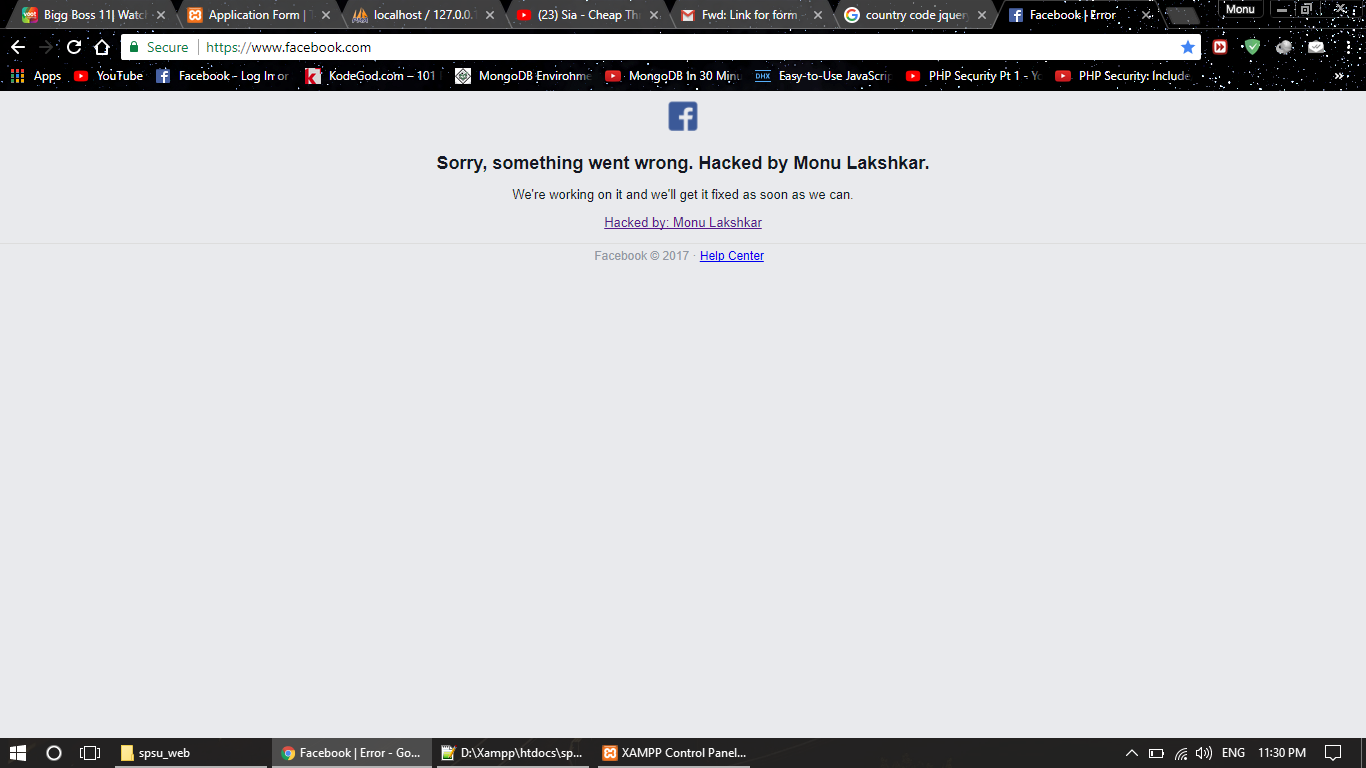 Bigg Boss 11| Watch
Application Form | T
localhost / 127.0.0.1
(23) Sia - Cheap Thr
Fwd: Link for form
country code jquery
Facebook | Error
Monu
Secure
https://www.facebook.com
Apps
YouTube
Facebook - Log In or
KodeGod.com – 101
MongoDB Environme
MongoDB In 30 Minu
DHX
Easy-to-Use JavaScrip
PHP Security Pt 1 - Yo
PHP Security: Include
Sorry, something went wrong. Hacked by Monu Lakshkar.
We're working on it and we'll get it fixed as soon as we can.
Hacked by: Monu Lakshkar
Facebook © 2017 · Help Center
spsu_web
Facebook | Error - Go...
D:\Xampp\htdocs\sp...
XAMPP Control Panel...
ENG
11:30 PM